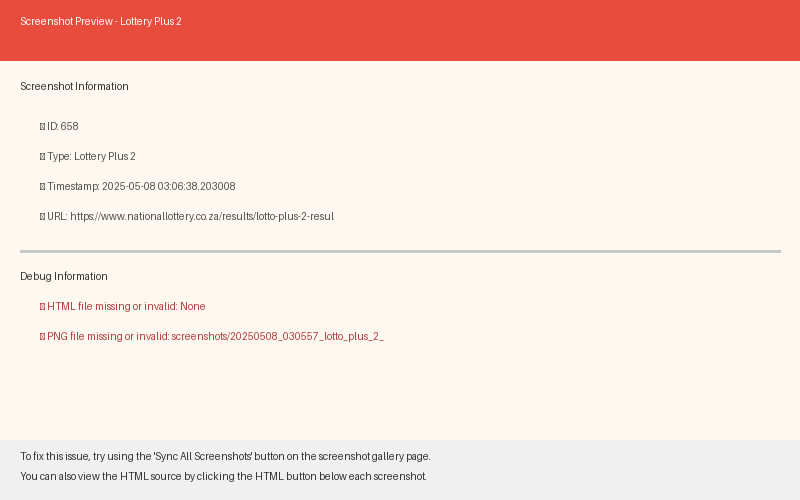 Screenshot Preview - Lottery Plus 2
Screenshot Information
ID: 658
Type: Lottery Plus 2
Timestamp: 2025-05-08 03:06:38.203008
URL: https://www.nationallottery.co.za/results/lotto-plus-2-resul
Debug Information
HTML file missing or invalid: None
PNG file missing or invalid: screenshots/20250508_030557_lotto_plus_2_
To fix this issue, try using the 'Sync All Screenshots' button on the screenshot gallery page.
You can also view the HTML source by clicking the HTML button below each screenshot.